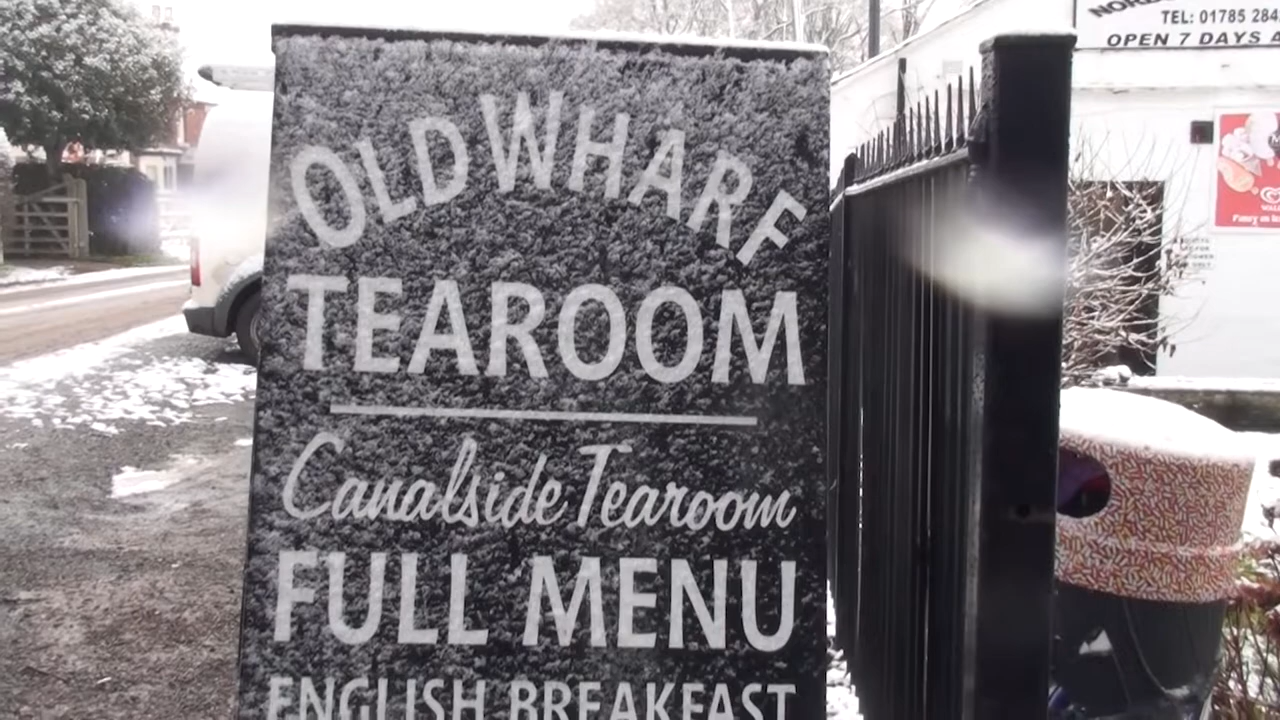 OLD WHARF
TEAROOM
Canalside Tearoom
FULL MENU
ENGLISH BREAKFAST
TEL: 01785 284
OPEN 7 DAYS A